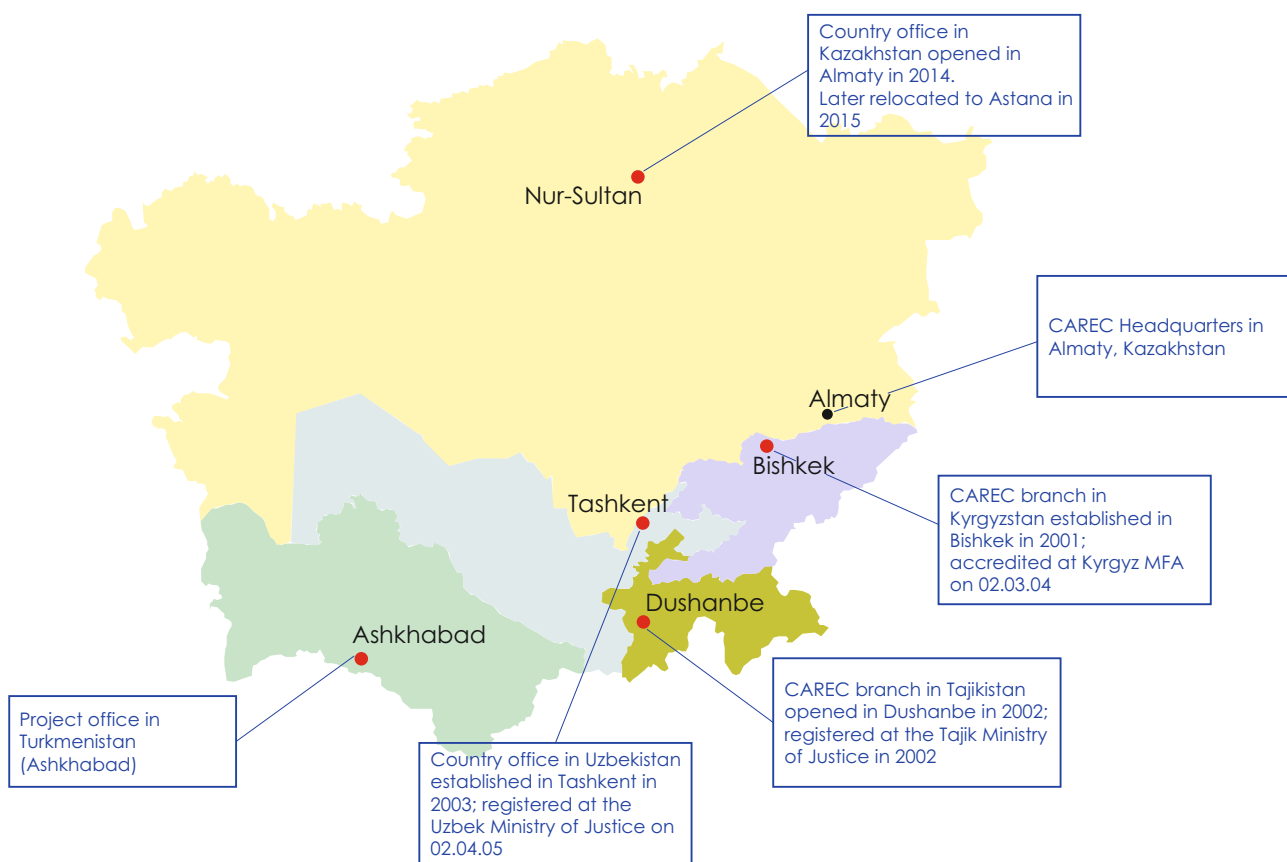 Country office in
Kazakhstan opened in
Almaty in 2014.
Later relocated to Astana in
2015
Nur-Sultan
CAREC Headquarters in
Almaty, Kazakhstan
Almaty
Bishkek
CAREC branch in
Kyrgyzstan established in
Bishkek in 2001;
accredited at Kyrgyz MFA
on 02.03.04
Tashkent
Dushanbe
Ashkhabad
CAREC branch in Tajikistan
opened in Dushanbe in 2002;
registered at the Tajik Ministry
of Justice in 2002
Project office in
Turkmenistan
(Ashkhabad)
Country office in Uzbekistan
established in Tashkent in
2003; registered at the
Uzbek Ministry of Justice on
02.04.05